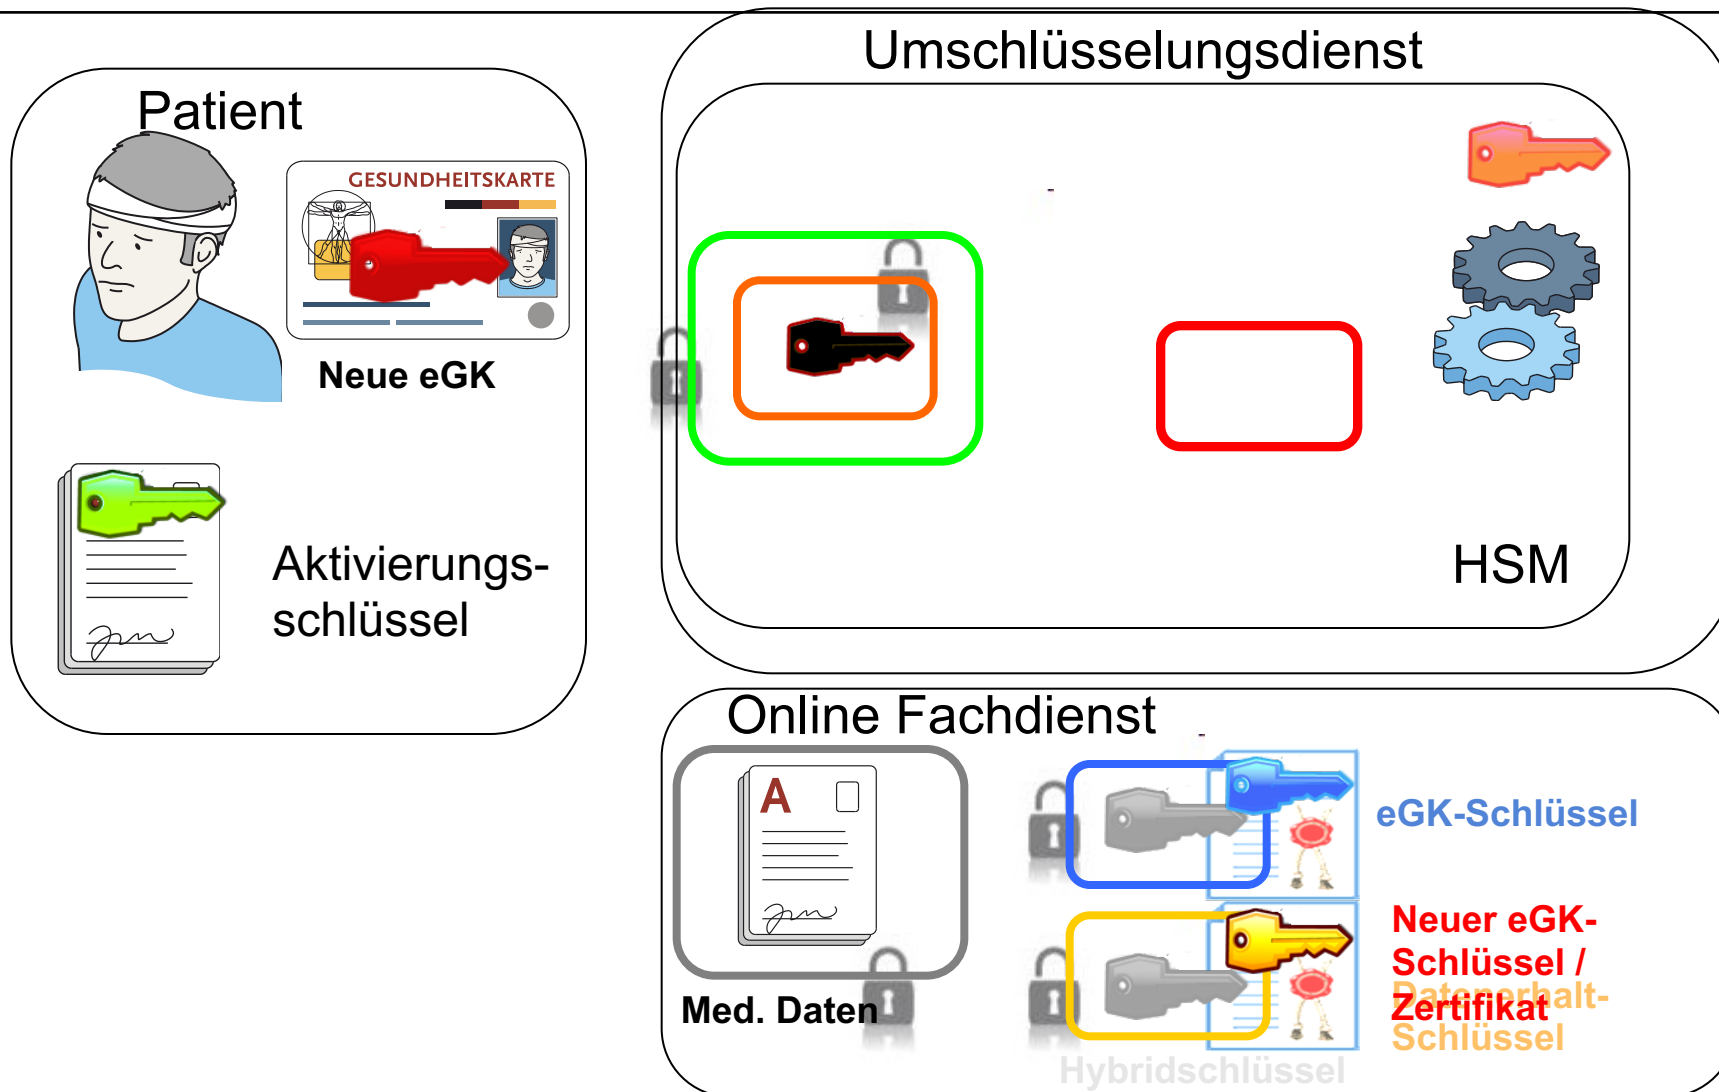 Umschlüsselungsdienst
Patient
GESUNDHEITSKARTE
Neue eGK
Aktivierungs-
schlüssel
HSM
Online Fachdienst
A
eGK-Schlüssel
Neuer eGK-
Schlüssel /
Zertifikat
Datenerhalt-
Schlüssel
Med. Daten
Hybridschlüssel